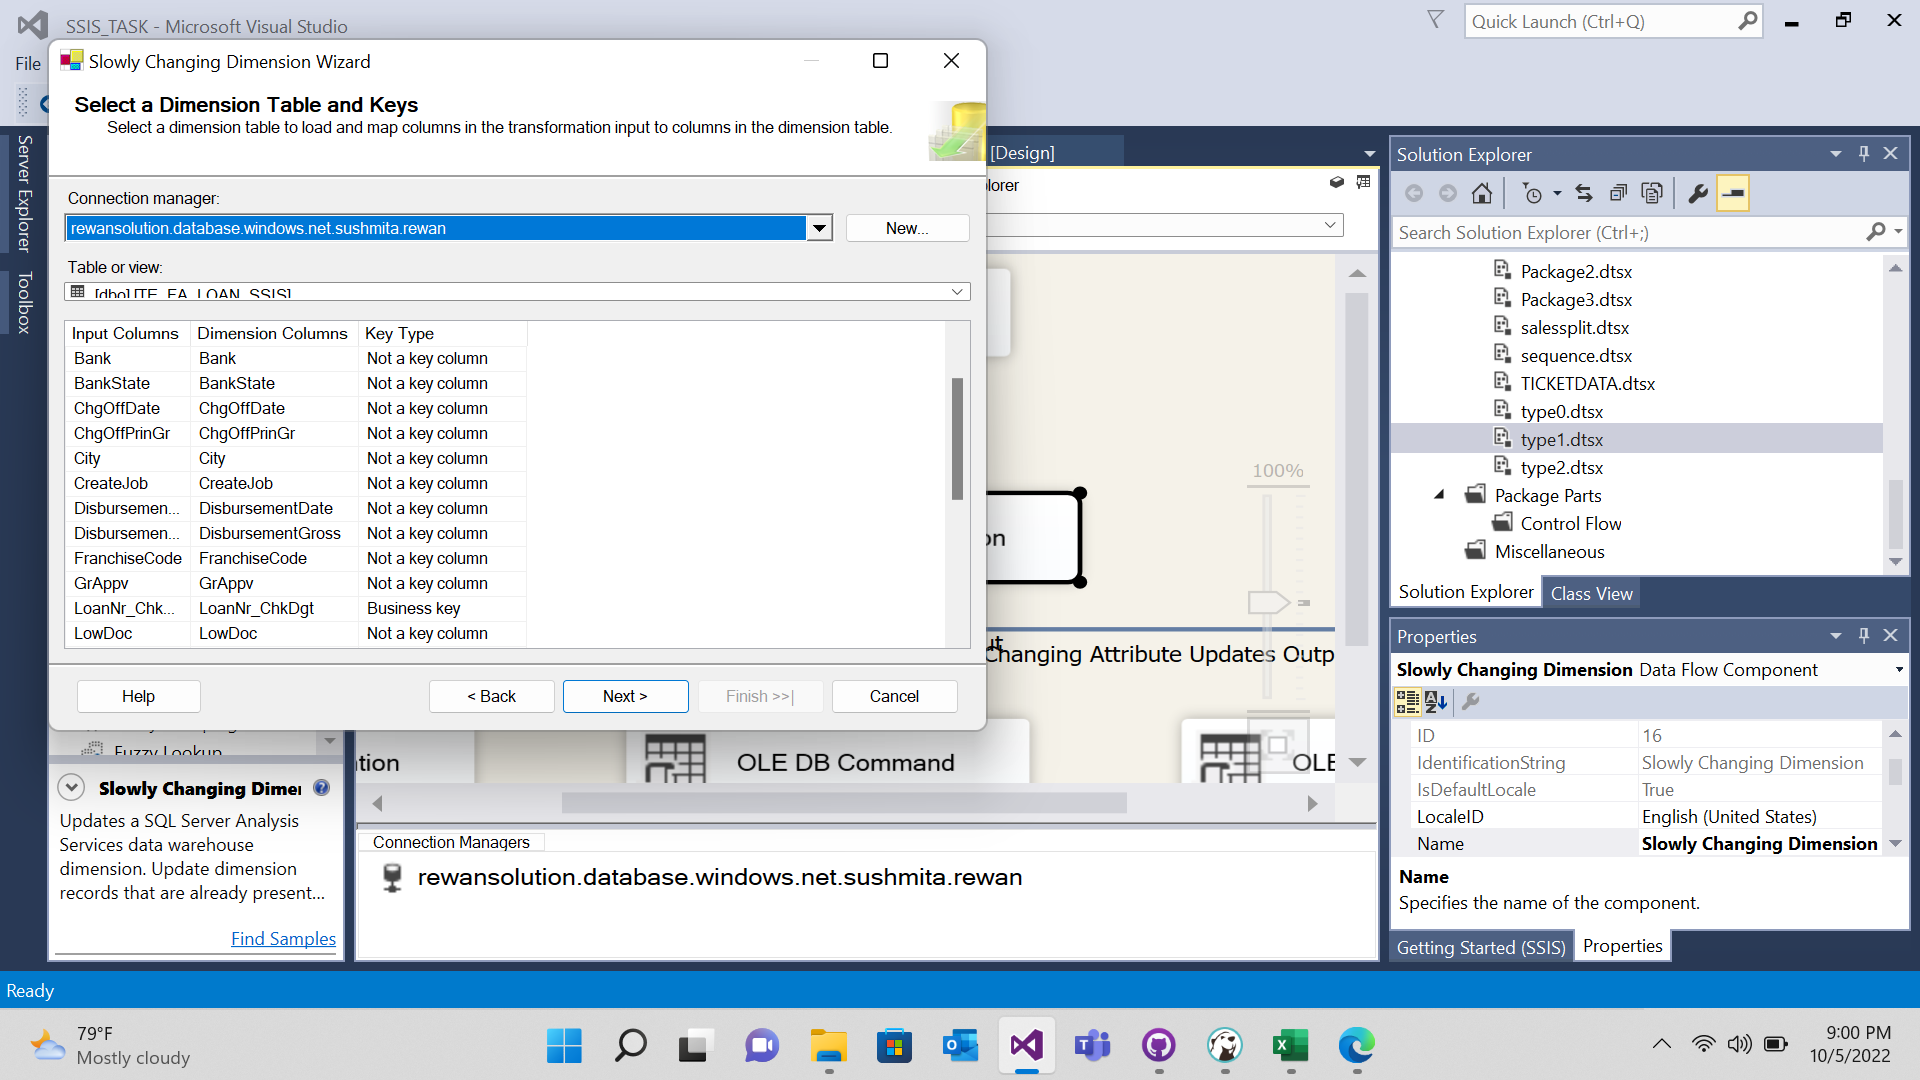 SSIS_TASK - Microsoft Visual Studio
Quick Launch (Ctrl+Q)
File
Slowly Changing Dimension Wizard
Select a Dimension Table and Keys
Select a dimension table to load and map columns in the transformation input to columns in the dimension table.
Connection manager:
rewansolution.database.windows.net.sushmita.rewan
New...
Table or view:
[dbo].[TE_FA_LOAN_SSIS]
Input Columns Dimension Columns Key Type
Bank Bank Not a key column
BankState BankState Not a key column
ChgOffDate ChgOffDate Not a key column
ChgOffPrinGr ChgOffPrinGr Not a key column
City City Not a key column
CreateJob CreateJob Not a key column
Disbursemen... DisbursementDate Not a key column
Disbursemen... DisbursementGross Not a key column
FranchiseCode FranchiseCode Not a key column
GrAppv GrAppv Not a key column
LoanNr_Chk... LoanNr_ChkDgt Business key
LowDoc LowDoc Not a key column
Help
< Back
Next >
Finish >>|
Cancel
Server Explorer
Toolbox
[Design]
lorer
100%
on
ut
Changing Attribute Updates Outp
tion
OLE DB Command
OLE
Fuzzy Lookup
Slowly Changing Dimer
Updates a SQL Server Analysis
Services data warehouse
dimension. Update dimension
records that are already present...
Find Samples
Connection Managers
rewansolution.database.windows.net.sushmita.rewan
Solution Explorer
Search Solution Explorer (Ctrl+;)
Package2.dtsx
Package3.dtsx
salessplit.dtsx
sequence.dtsx
TICKETDATA.dtsx
type0.dtsx
type1.dtsx
type2.dtsx
Package Parts
Control Flow
Miscellaneous
Solution Explorer Class View
Properties
Slowly Changing Dimension Data Flow Component
ID 16
IdentificationString Slowly Changing Dimension
IsDefaultLocale True
LocaleID English (United States)
Name Slowly Changing Dimension
Name
Specifies the name of the component.
Getting Started (SSIS) Properties
Ready
79°F
Mostly cloudy
9:00 PM
10/5/2022